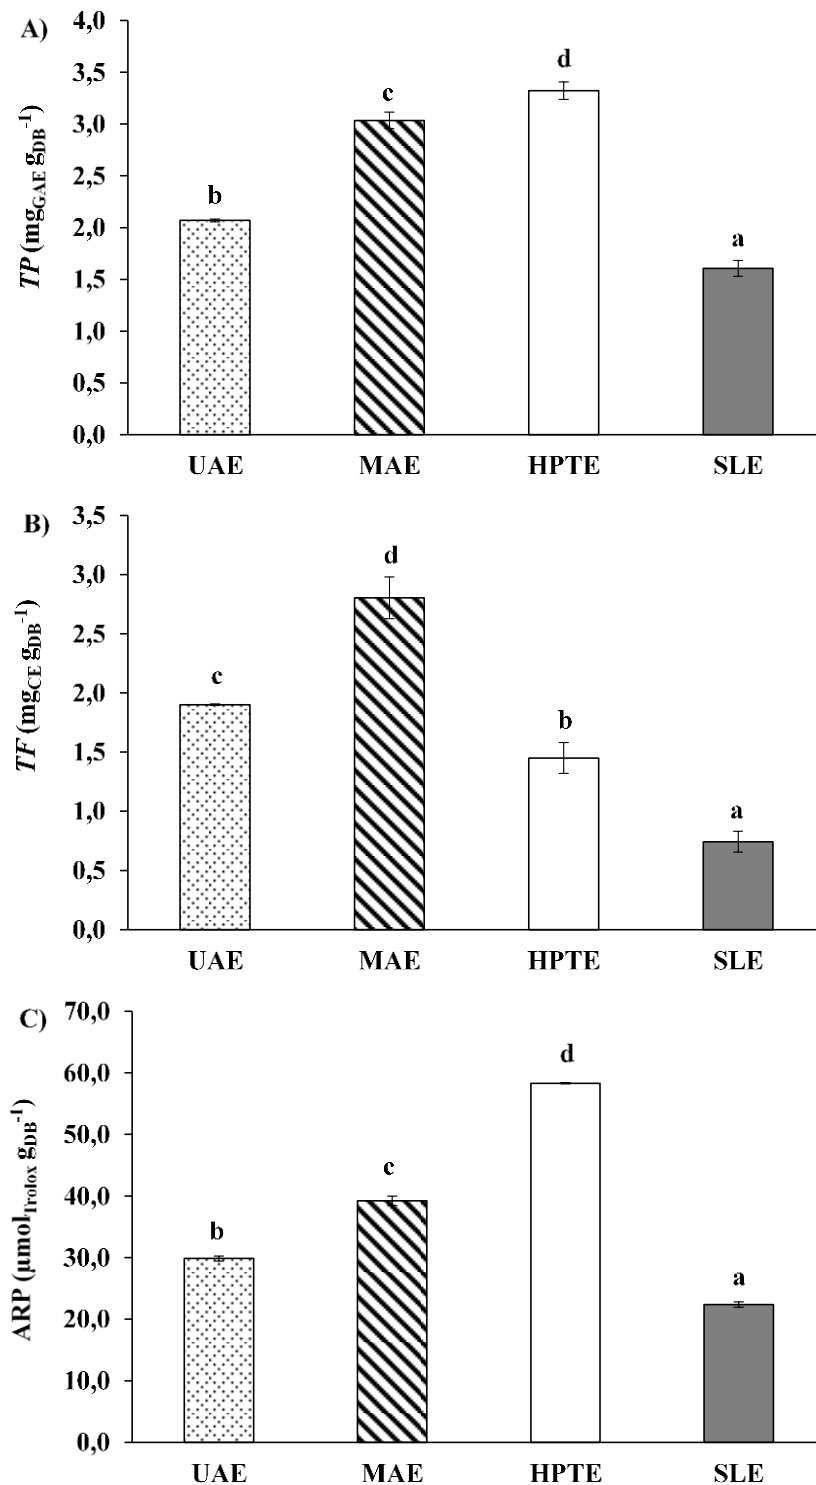 A)
TP (mgGAE gDB-1)
4,0
3,5
3,0
2,5
2,0
1,5
1,0
0,5
0,0
b
c
d
a
UAE MAE HPTE SLE
B)
TF (mgCE gDB-1)
3,5
3,0
2,5
2,0
1,5
1,0
0,5
0,0
c
d
b
a
UAE MAE HPTE SLE
C)
ARP (µmolTrolox gDB-1)
70,0
60,0
50,0
40,0
30,0
20,0
10,0
0,0
b
c
d
a
UAE MAE HPTE SLE